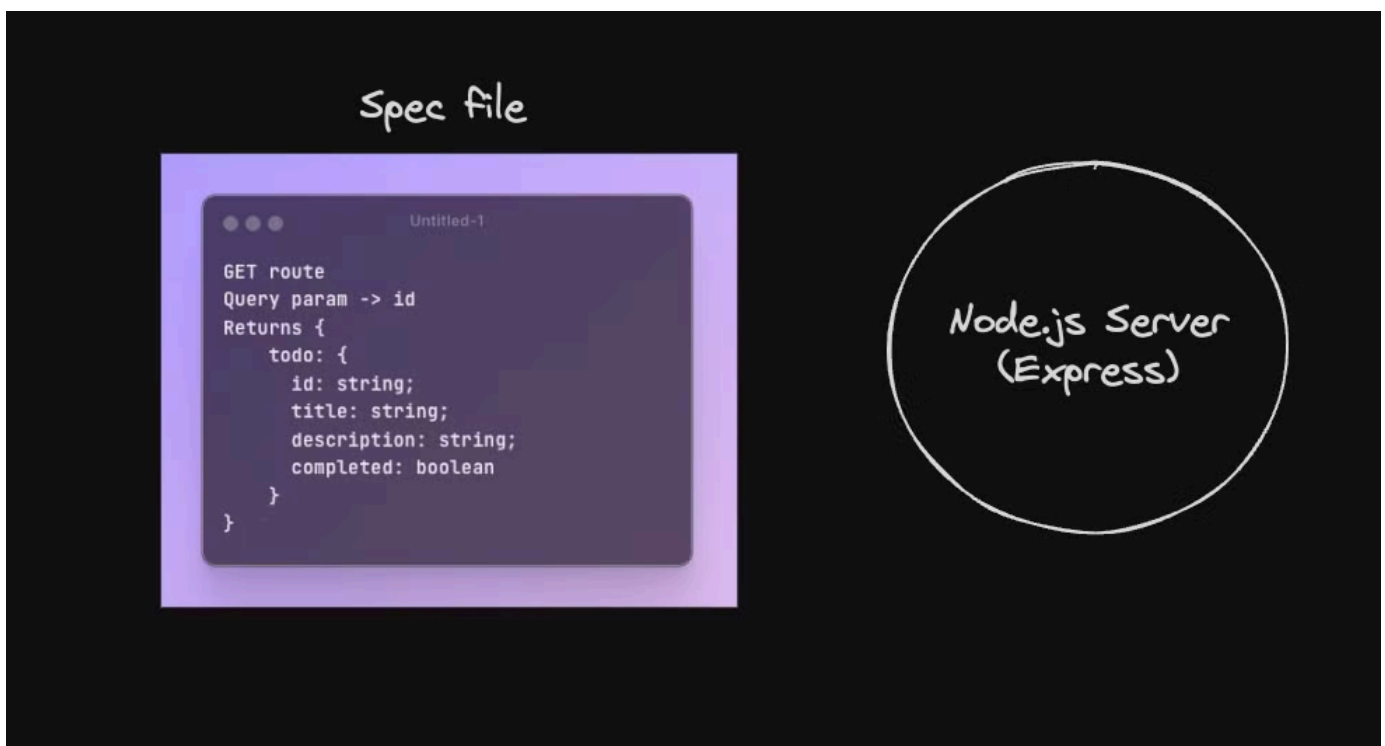 Spec file
Untitled-1
GET route
Query param -> id
Returns {
    todo: {
      id: string;
      title: string;
      description: string;
      completed: boolean
    }
}
Node.js Server
(Express)